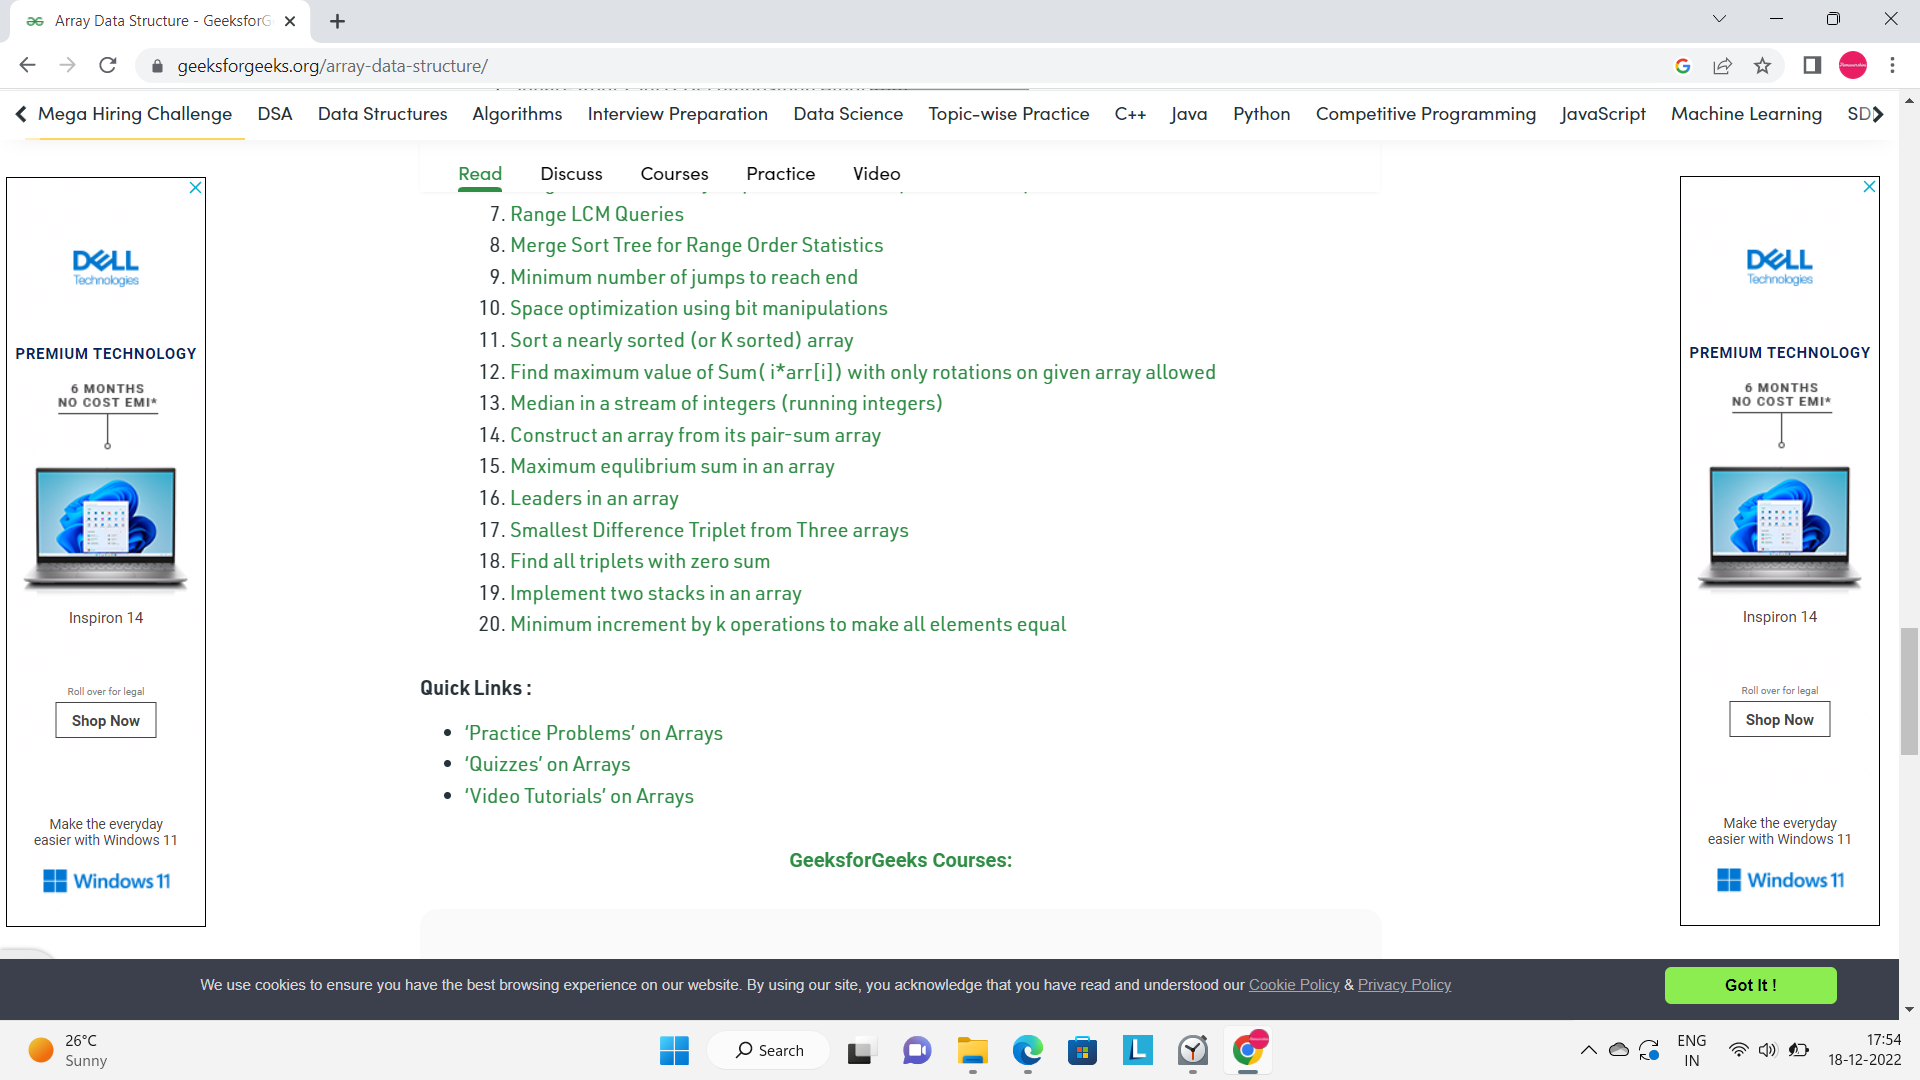 Array Data Structure - GeeksforG
geeksforgeeks.org/array-data-structure/
Mega Hiring Challenge DSA Data Structures Algorithms Interview Preparation Data Science Topic-wise Practice C++ Java Python Competitive Programming JavaScript Machine Learning SD
Read Discuss Courses Practice Video
7. Range LCM Queries
8. Merge Sort Tree for Range Order Statistics
9. Minimum number of jumps to reach end
10. Space optimization using bit manipulations
11. Sort a nearly sorted (or K sorted) array
12. Find maximum value of Sum( i*arr[i]) with only rotations on given array allowed
13. Median in a stream of integers (running integers)
14. Construct an array from its pair-sum array
15. Maximum equlibrium sum in an array
16. Leaders in an array
17. Smallest Difference Triplet from Three arrays
18. Find all triplets with zero sum
19. Implement two stacks in an array
20. Minimum increment by k operations to make all elements equal
Quick Links :
• ‘Practice Problems’ on Arrays
• ‘Quizzes’ on Arrays
• ‘Video Tutorials’ on Arrays
GeeksforGeeks Courses:
DELL
Technologies
PREMIUM TECHNOLOGY
6 MONTHS
NO COST EMI*
Inspiron 14
Roll over for legal
Shop Now
Make the everyday
easier with Windows 11
Windows 11
DELL
Technologies
PREMIUM TECHNOLOGY
6 MONTHS
NO COST EMI*
Inspiron 14
Roll over for legal
Shop Now
Make the everyday
easier with Windows 11
Windows 11
We use cookies to ensure you have the best browsing experience on our website. By using our site, you acknowledge that you have read and understood our Cookie Policy & Privacy Policy
Got It !
26°C
Sunny
Search
L
ENG
IN
17:54
18-12-2022